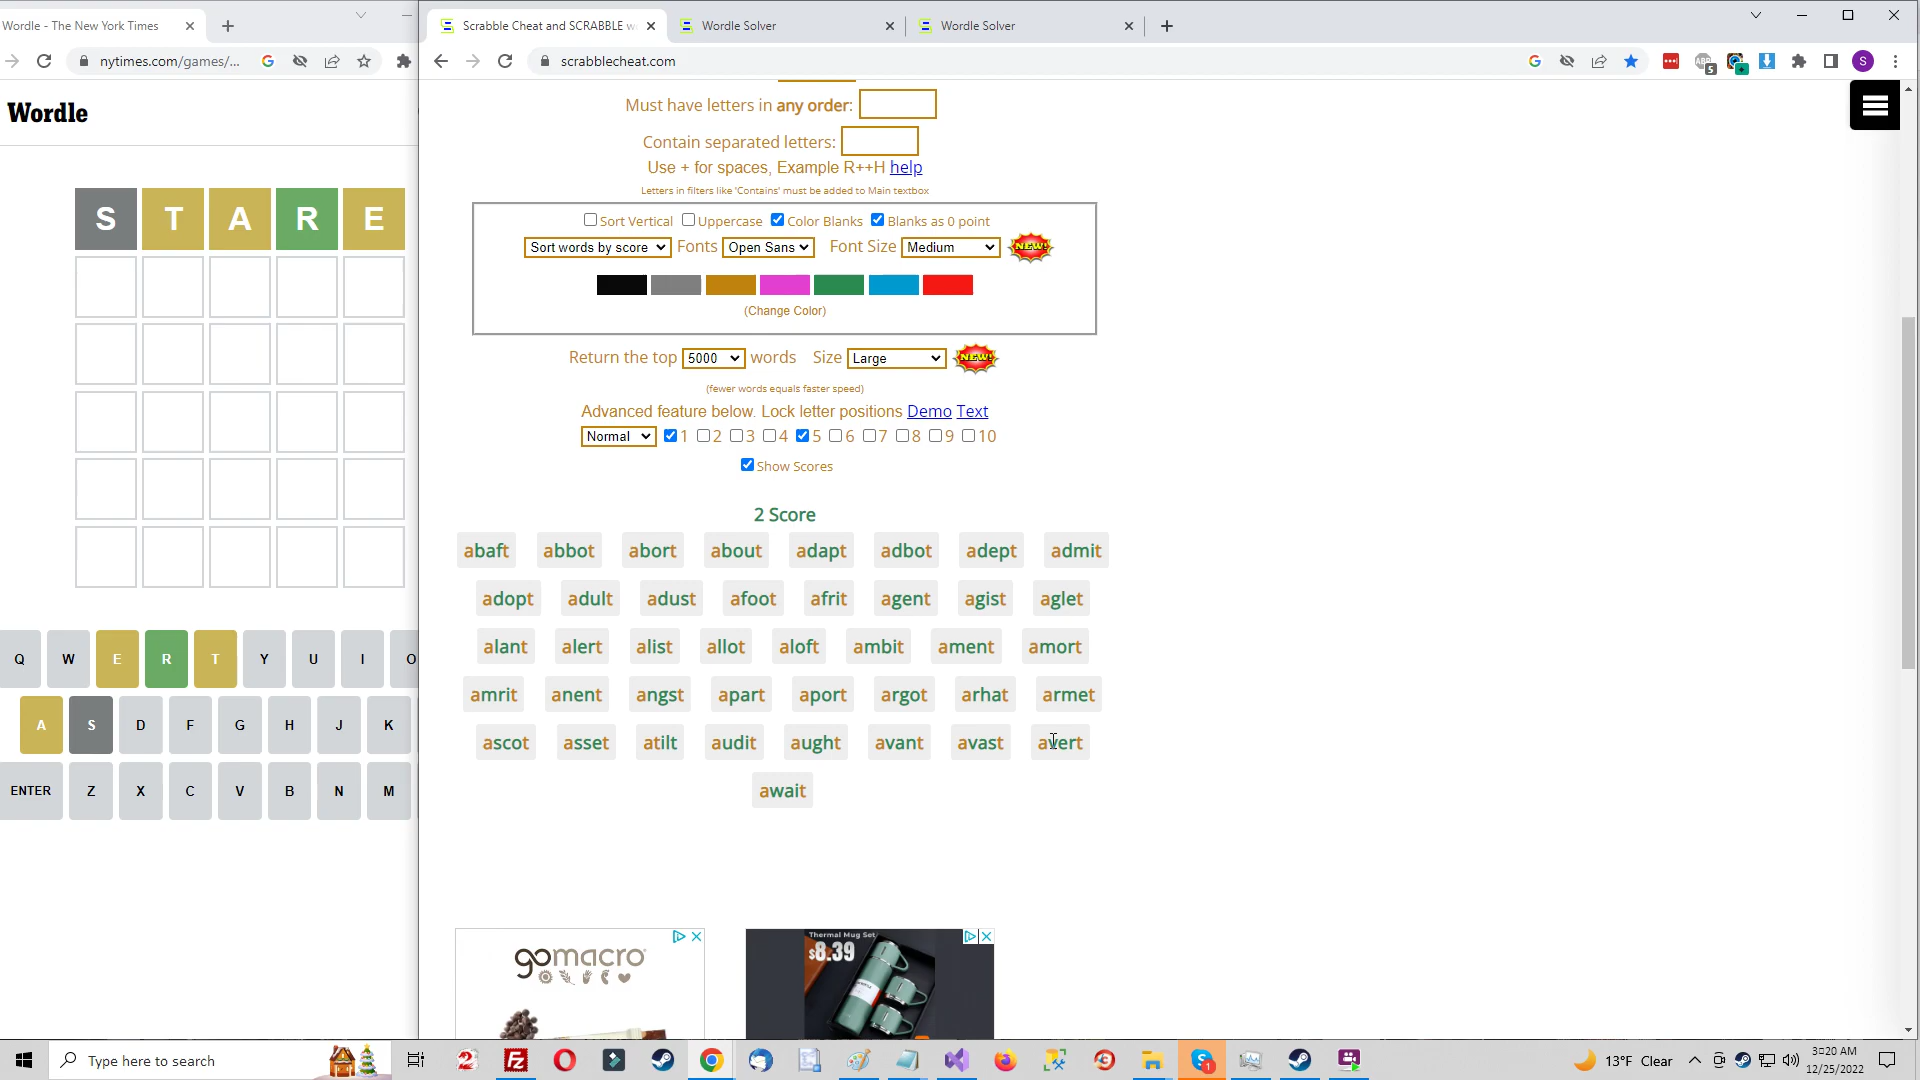 Wordle - The New York Times
Scrabble Cheat and SCRABBLE w
Wordle Solver
Wordle Solver
nytimes.com/games/...
scrabblecheat.com
S
5
Wordle
S T A R E
Q W E R T Y U I O
A S D F G H J K
ENTER Z X C V B N M
Must have letters in any order:
Contain separated letters:
Use + for spaces, Example R++H help
Letters in filters like 'Contains' must be added to Main textbox
Sort Vertical Uppercase Color Blanks Blanks as 0 point
Sort words by score Fonts Open Sans Font Size Medium NEW!
(Change Color)
Return the top 5000 words Size Large NEW!
(fewer words equals faster speed)
Advanced feature below. Lock letter positions Demo Text
Normal 1 2 3 4 5 6 7 8 9 10
Show Scores
2 Score
abaft abbot abort about adapt adbot adept admit
adopt adult adust afoot afrit agent agist aglet
alant alert alist allot aloft ambit ament amort
amrit anent angst apart aport argot arhat armet
ascot asset atilt audit aught avant avast avert
await
gomacro
Thermal Mug Set
$8.39
Type here to search
1
13°F Clear
3:20 AM
12/25/2022